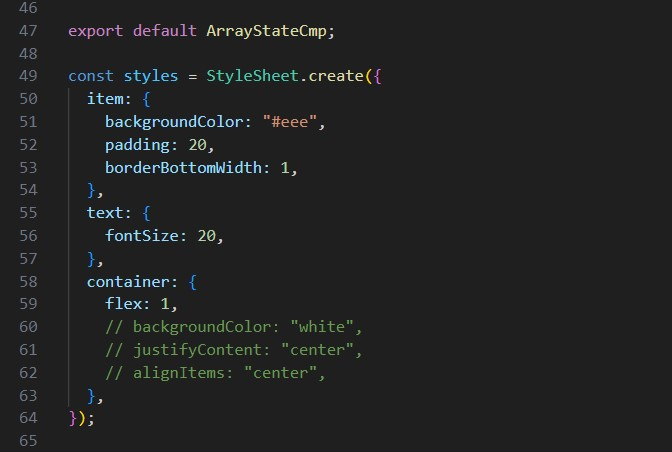 46
47 export default ArrayStateCmp;
48
49 const styles = StyleSheet.create({
50   item: {
51     backgroundColor: "#eee",
52     padding: 20,
53     borderBottomWidth: 1,
54   },
55   text: {
56     fontSize: 20,
57   },
58   container: {
59     flex: 1,
60     // backgroundColor: "white",
61     // justifyContent: "center",
62     // alignItems: "center",
63   },
64 });
65